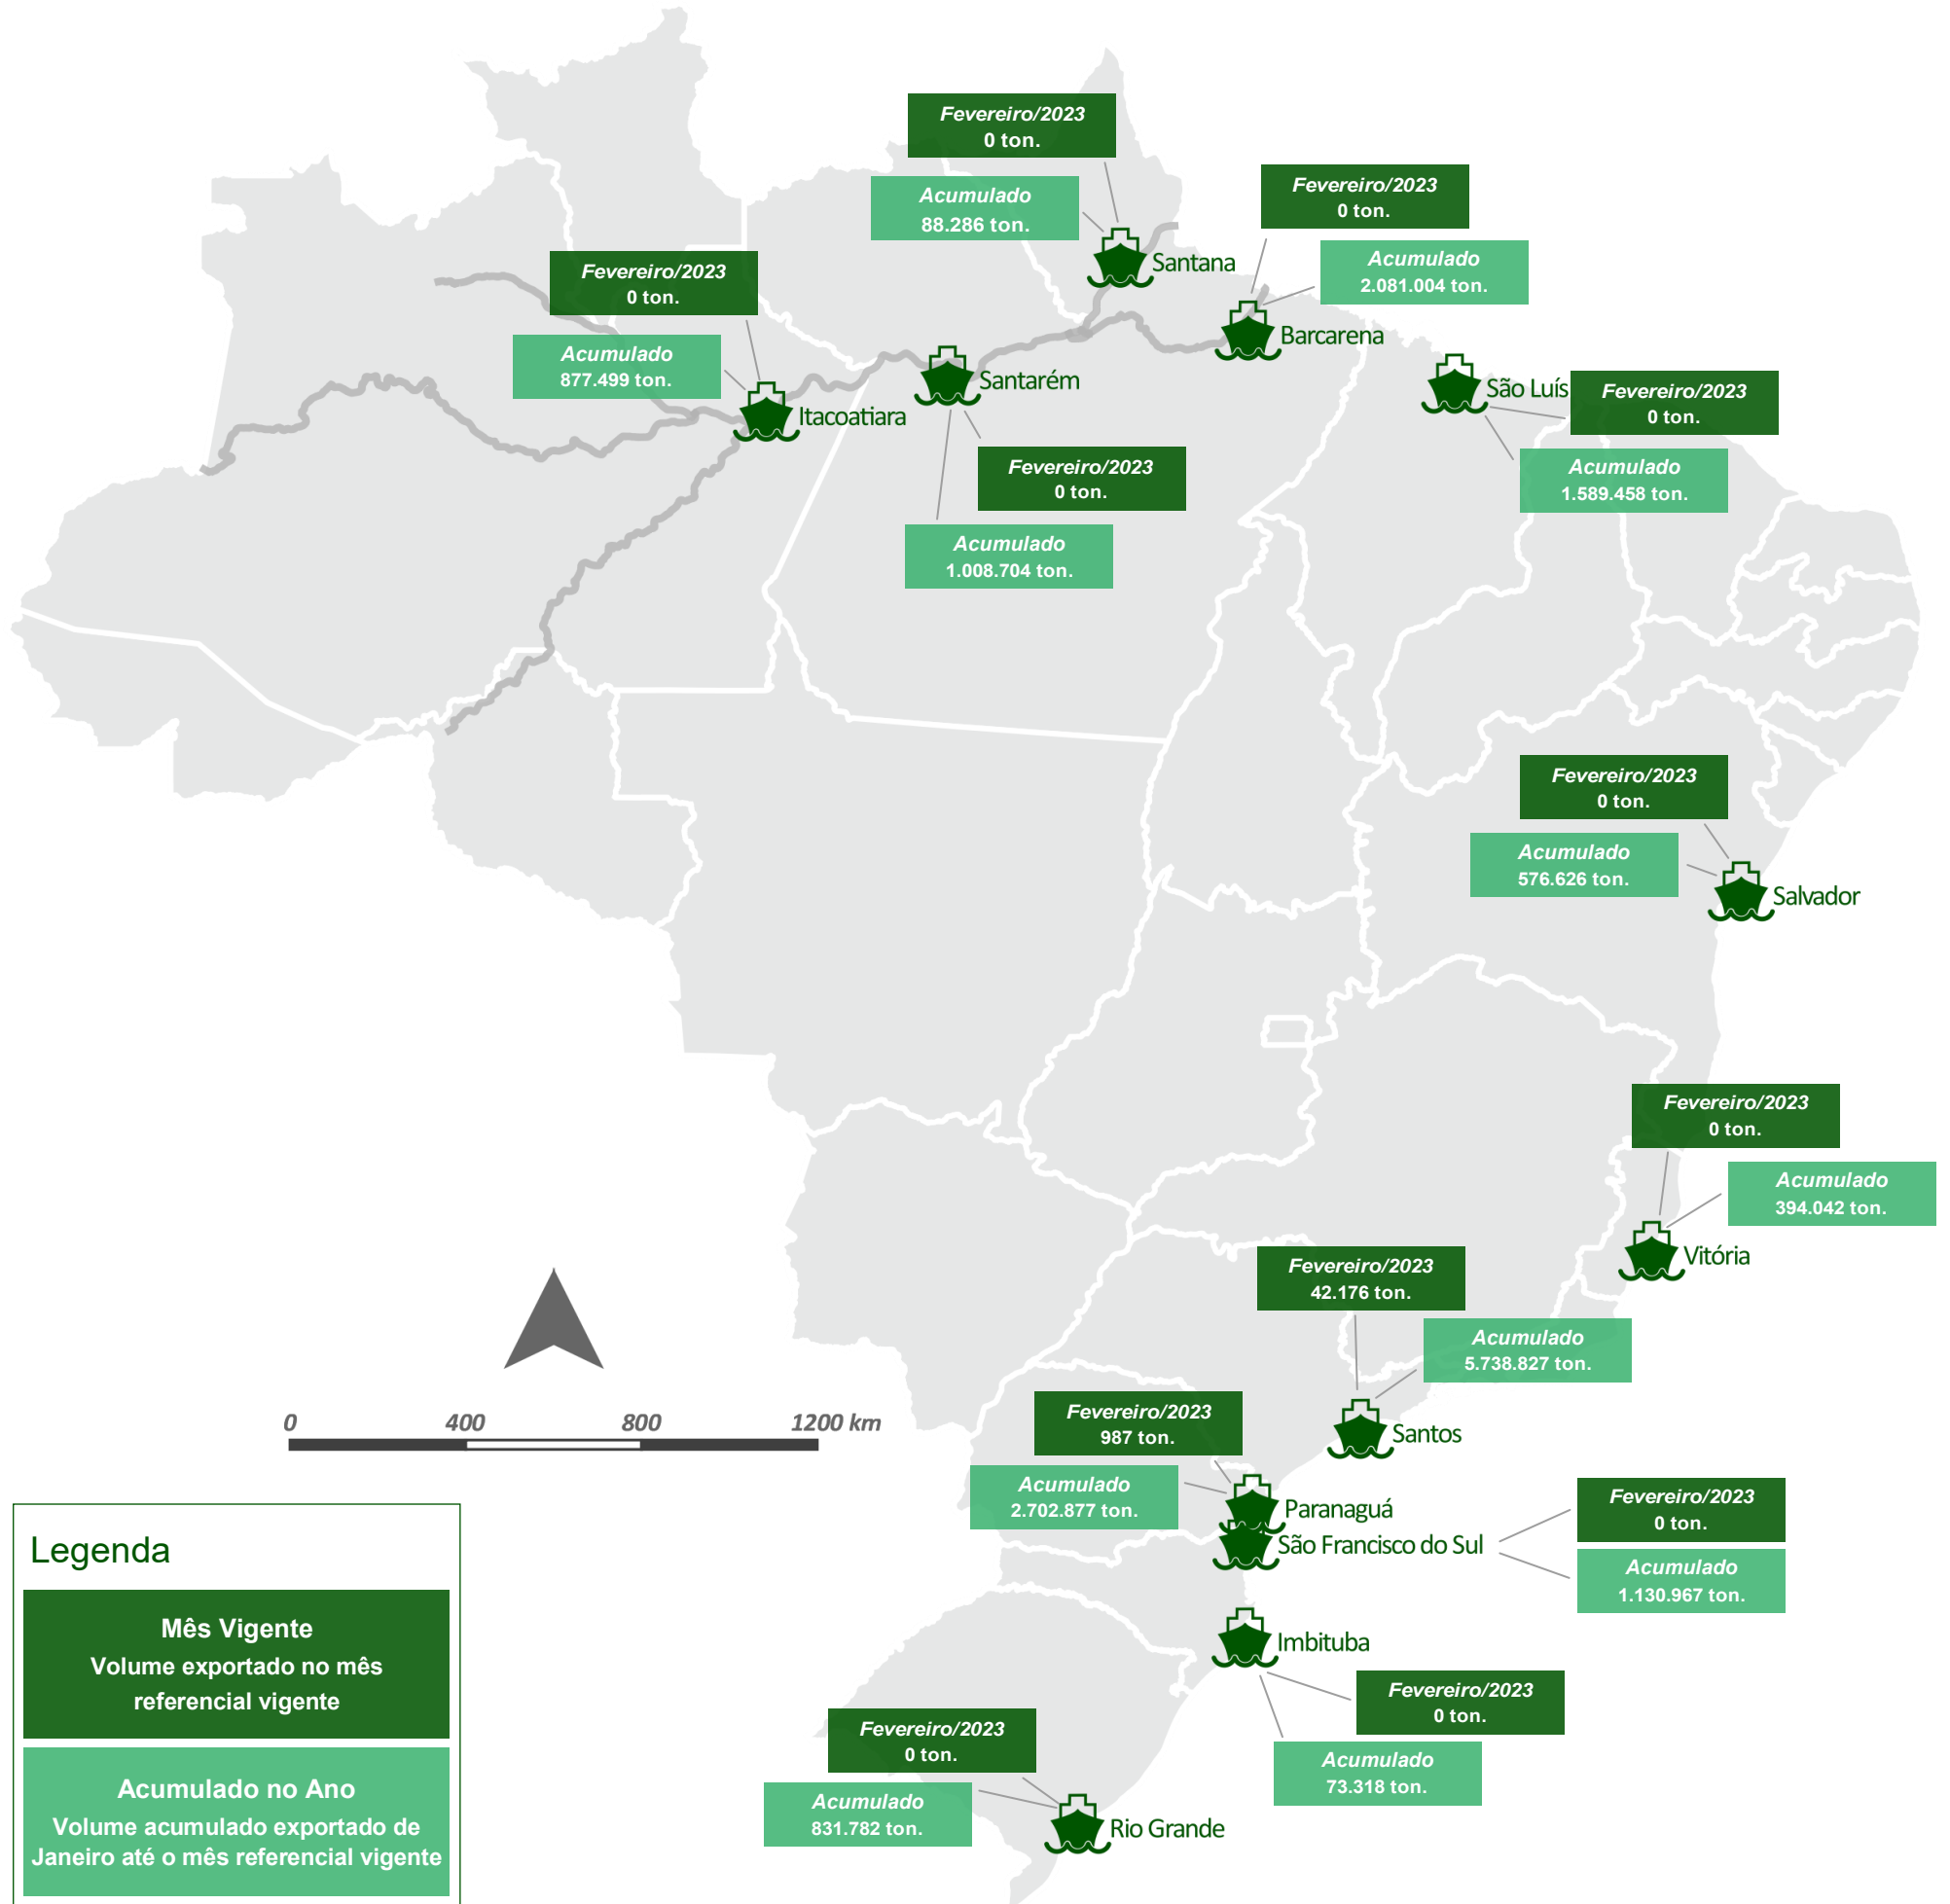 Fevereiro/2023
0 ton.
Acumulado
88.286 ton.
Santana
Fevereiro/2023
0 ton.
Acumulado
2.081.004 ton.
Barcarena
Fevereiro/2023
0 ton.
Acumulado
877.499 ton.
Itacoatiara
Santarém
Fevereiro/2023
0 ton.
Acumulado
1.008.704 ton.
São Luís
Fevereiro/2023
0 ton.
Acumulado
1.589.458 ton.
Fevereiro/2023
0 ton.
Acumulado
576.626 ton.
Salvador
Fevereiro/2023
0 ton.
Acumulado
394.042 ton.
Vitória
Fevereiro/2023
42.176 ton.
Acumulado
5.738.827 ton.
Santos
Fevereiro/2023
987 ton.
Acumulado
2.702.877 ton.
Paranaguá
São Francisco do Sul
Fevereiro/2023
0 ton.
Acumulado
1.130.967 ton.
Imbituba
Fevereiro/2023
0 ton.
Acumulado
73.318 ton.
Fevereiro/2023
0 ton.
Acumulado
831.782 ton.
Rio Grande
0 400 800 1200 km
Legenda
Mês Vigente
Volume exportado no mês
referencial vigente
Acumulado no Ano
Volume acumulado exportado de
Janeiro até o mês referencial vigente